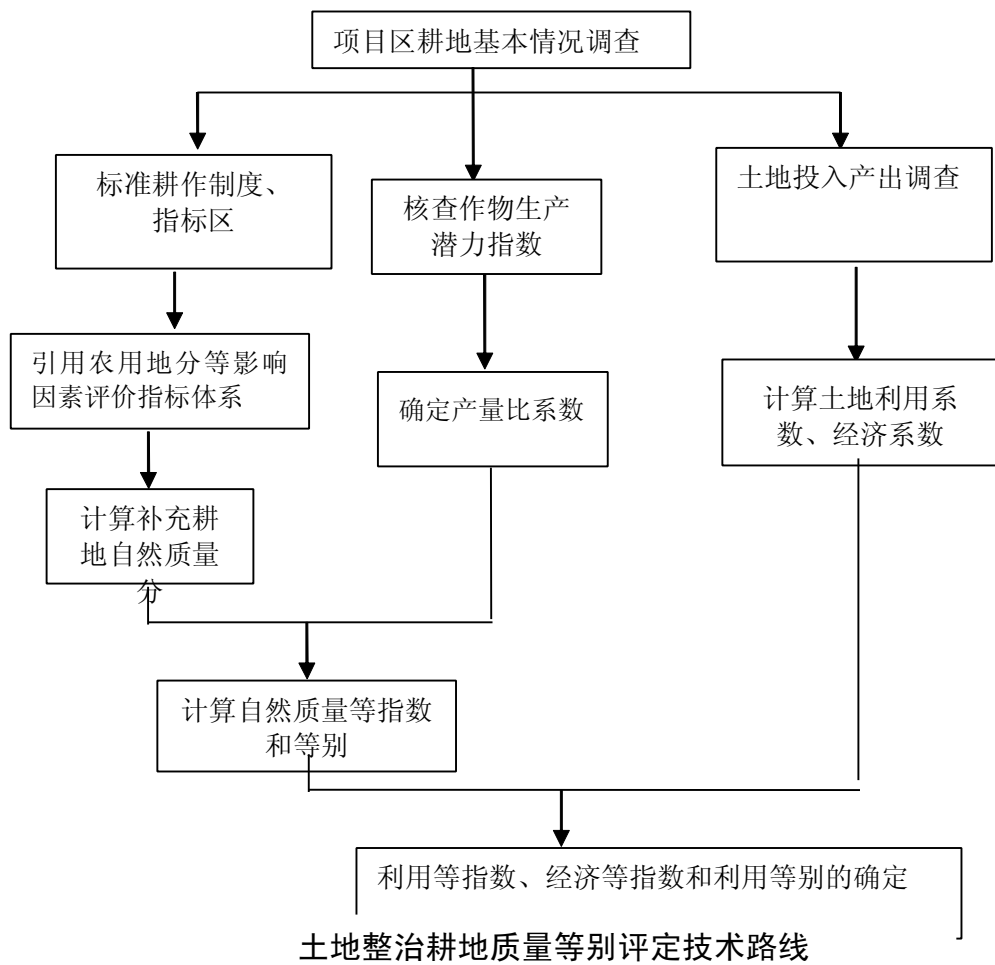 项目区耕地基本情况调查
标准耕作制度、
指标区
核查作物生产
潜力指数
土地投入产出调查
引用农用地分等影响
因素评价指标体系
确定产量比系数
计算土地利用系
数、经济系数
计算补充耕
地自然质量
分
计算自然质量等指数
和等别
利用等指数、经济等指数和利用等别的确定
土地整治耕地质量等别评定技术路线